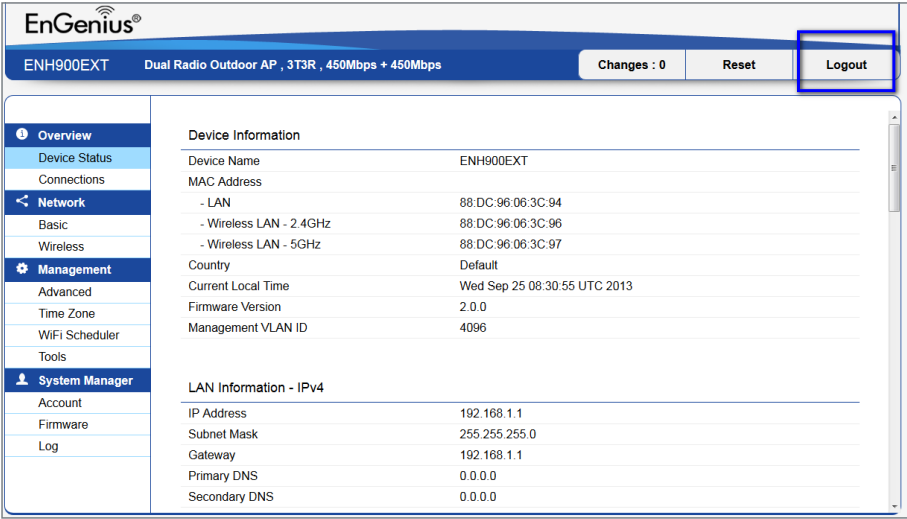 EnGenius®
ENH900EXT Dual Radio Outdoor AP , 3T3R , 450Mbps + 450Mbps Changes : 0 Reset Logout
Overview
Device Status
Connections
Network
Basic
Wireless
Management
Advanced
Time Zone
WiFi Scheduler
Tools
System Manager
Account
Firmware
Log
Device Information
Device Name ENH900EXT
MAC Address
- LAN 88:DC:96:06:3C:94
- Wireless LAN - 2.4GHz 88:DC:96:06:3C:96
- Wireless LAN - 5GHz 88:DC:96:06:3C:97
Country Default
Current Local Time Wed Sep 25 08:30:55 UTC 2013
Firmware Version 2.0.0
Management VLAN ID 4096
LAN Information - IPv4
IP Address 192.168.1.1
Subnet Mask 255.255.255.0
Gateway 192.168.1.1
Primary DNS 0.0.0.0
Secondary DNS 0.0.0.0